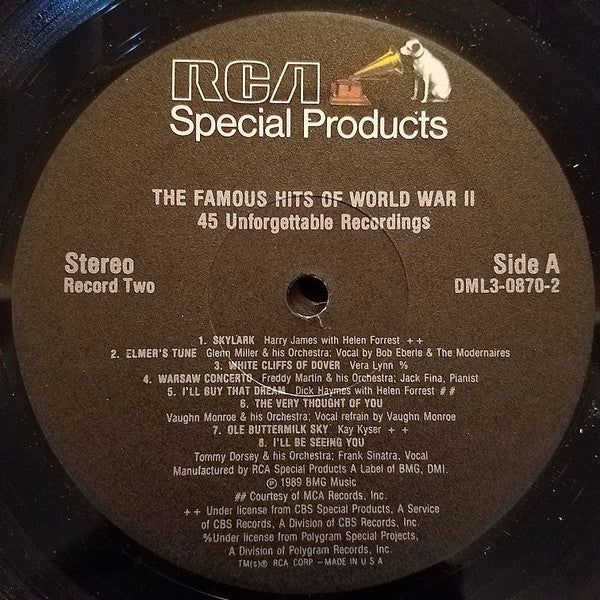 RCA
Special Products
THE FAMOUS HITS OF WORLD WAR II
45 Unforgettable Recordings
Stereo
Record Two
Side A
DML3-0870-2
1. SKYLARK Harry James with Helen Forrest ++
2. ELMER'S TUNE Glenn Miller & his Orchestra; Vocal by Bob Eberle & The Modernaires
3. WHITE CLIFFS OF DOVER Vera Lynn %
4. WARSAW CONCERTO Freddy Martin & his Orchestra; Jack Fina, Pianist
5. I'LL BUY THAT DREAM Dick Haymes with Helen Forrest ##
6. THE VERY THOUGHT OF YOU
Vaughn Monroe & his Orchestra; Vocal refrain by Vaughn Monroe
7. OLE BUTTERMILK SKY Kay Kyser ++
8. I'LL BE SEEING YOU
Tommy Dorsey & his Orchestra; Frank Sinatra, Vocal
Manufactured by RCA Special Products A Label of BMG, DMI.
℗ 1989 BMG Music
## Courtesy of MCA Records, Inc.
++ Under license from CBS Special Products, A Service
of CBS Records, A Division of CBS Records, Inc.
%Under license from Polygram Special Projects,
A Division of Polygram Records, Inc.
TM(s)® RCA CORP – MADE IN U S A